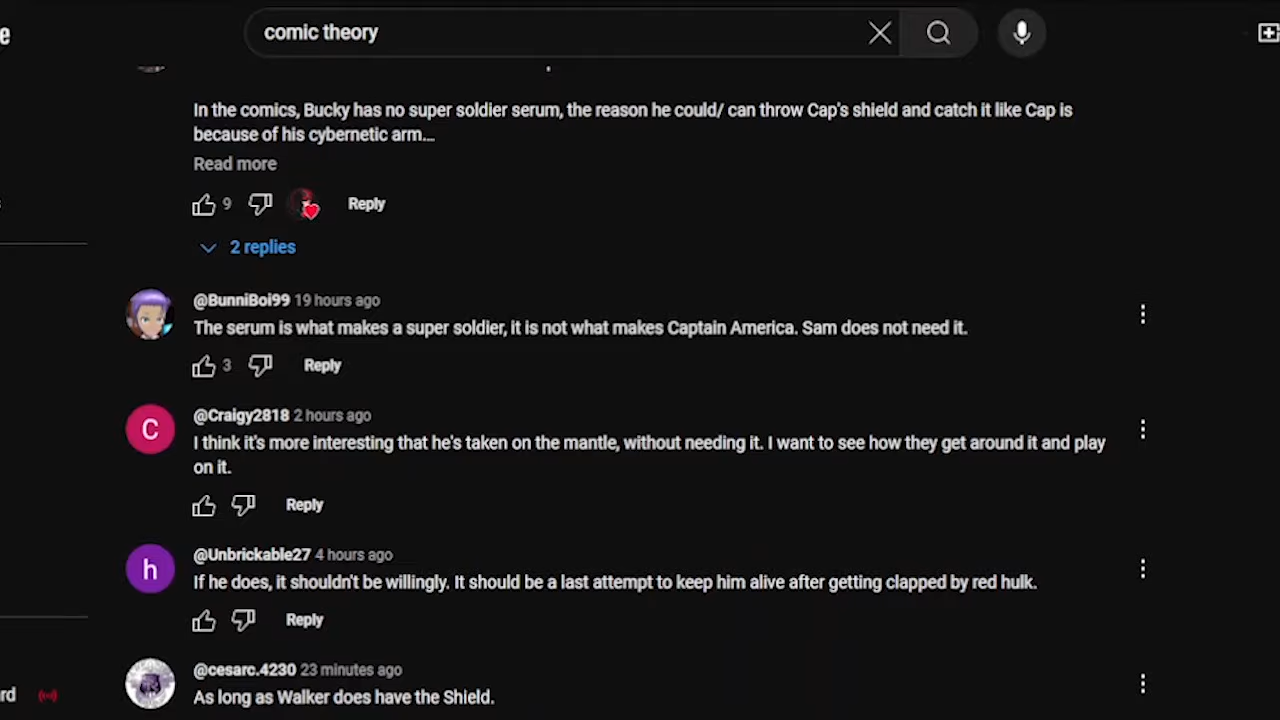 e
comic theory
In the comics, Bucky has no super soldier serum, the reason he could/ can throw Cap's shield and catch it like Cap is
because of his cybernetic arm...
Read more
9 Reply
2 replies
@BunniBoi99 19 hours ago
The serum is what makes a super soldier, it is not what makes Captain America. Sam does not need it.
3 Reply
C
@Craigy2818 2 hours ago
I think it's more interesting that he's taken on the mantle, without needing it. I want to see how they get around it and play
on it.
Reply
h
@Unbrickable27 4 hours ago
If he does, it shouldn't be willingly. It should be a last attempt to keep him alive after getting clapped by red hulk.
Reply
@cesarc.4230 23 minutes ago
rd
As long as Walker does have the Shield.